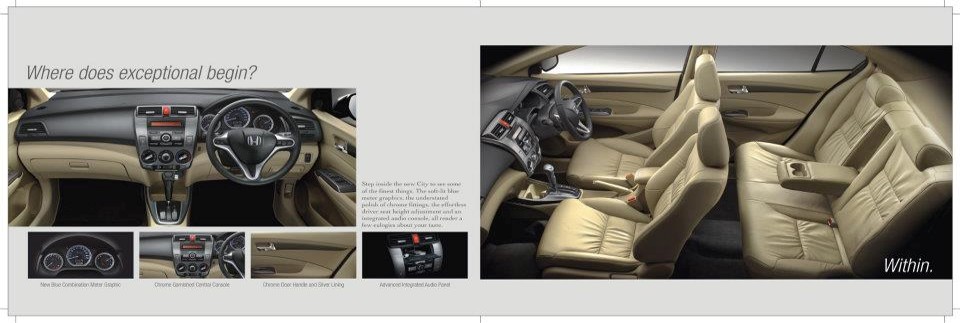 Where does exceptional begin?
Step inside the new City to see some
of the finest things. The soft-lit blue
meter graphics, the understated
polish of chrome fittings, the effortless
driver seat height adjustment and an
integrated audio console, all render a
few eulogies about your taste.
New Blue Combination Meter Graphic
Chrome Garnished Central Console
Chrome Door Handle and Silver Lining
Advanced Integrated Audio Panel
Within.